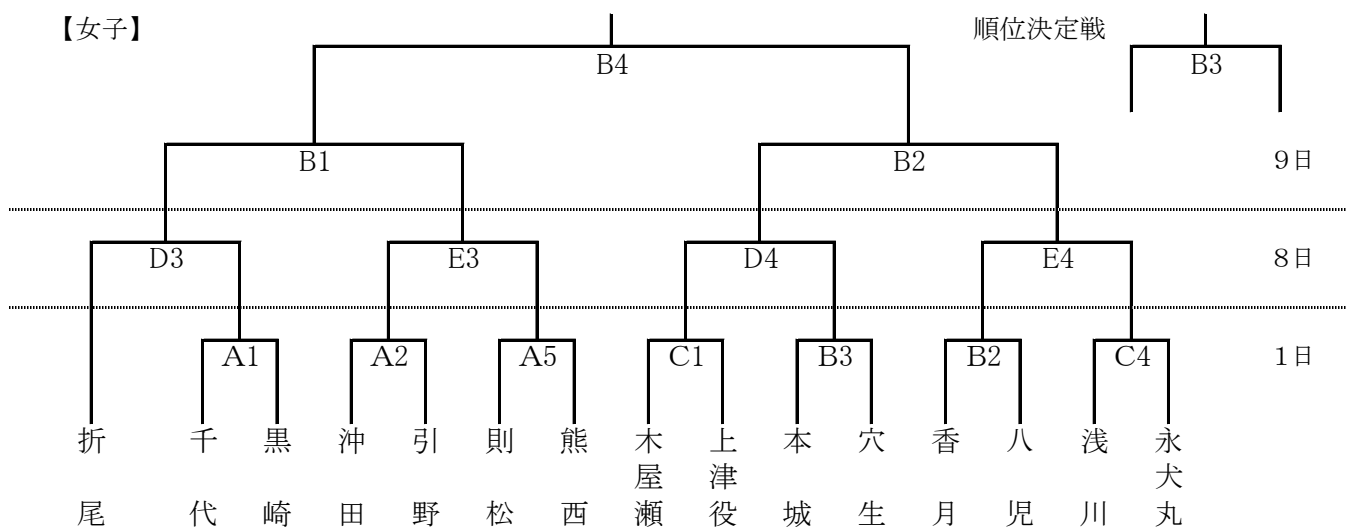 【女子】
順位決定戦
B4
B3
B1
B2
9日
D3
E3
D4
E4
8日
A1
A2
A5
C1
B3
B2
C4
1日
折尾
千代
黒崎
沖田
引野
則松
熊西
木屋瀬
上津役
本城
穴生
香月
八児
浅川
永犬丸